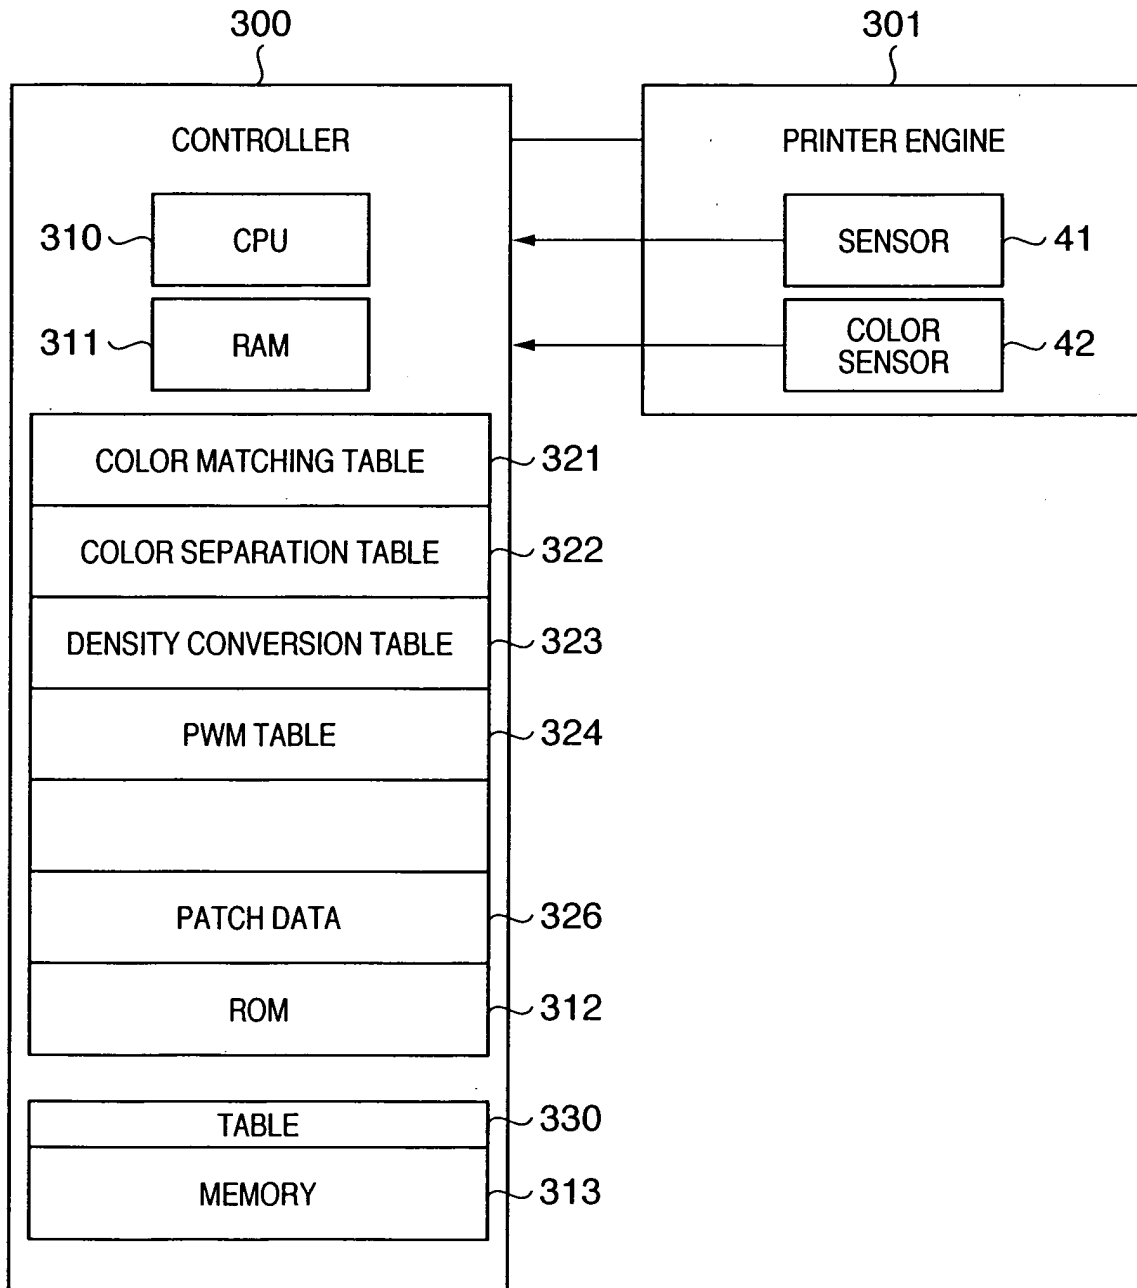 300
301
CONTROLLER
PRINTER ENGINE
310
CPU
SENSOR
41
311
RAM
COLOR
SENSOR
42
COLOR MATCHING TABLE
321
COLOR SEPARATION TABLE
322
DENSITY CONVERSION TABLE
323
PWM TABLE
324
PATCH DATA
326
ROM
312
TABLE
330
MEMORY
313